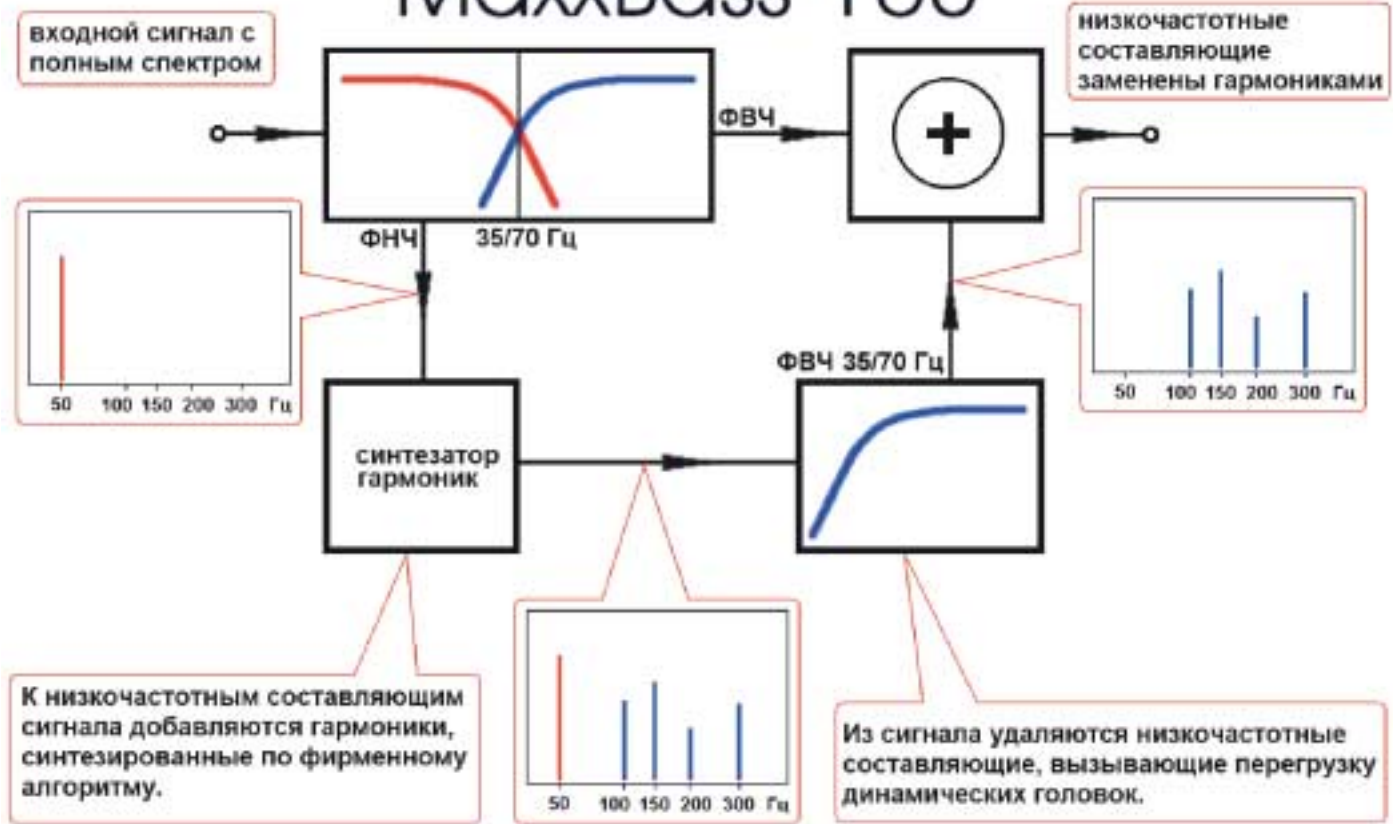 MaxxBass 100
входной сигнал с
полным спектром
низкочастотные
составляющие
заменены гармониками
ФВЧ
ФНЧ
35/70 Гц
50 100 150 200 300 Гц
ФВЧ 35/70 Гц
50 100 150 200 300 Гц
синтезатор
гармоник
К низкочастотным составляющим
сигнала добавляются гармоники,
синтезированные по фирменному
алгоритму.
50 100 150 200 300 Гц
Из сигнала удаляются низкочастотные
составляющие, вызывающие перегрузку
динамических головок.